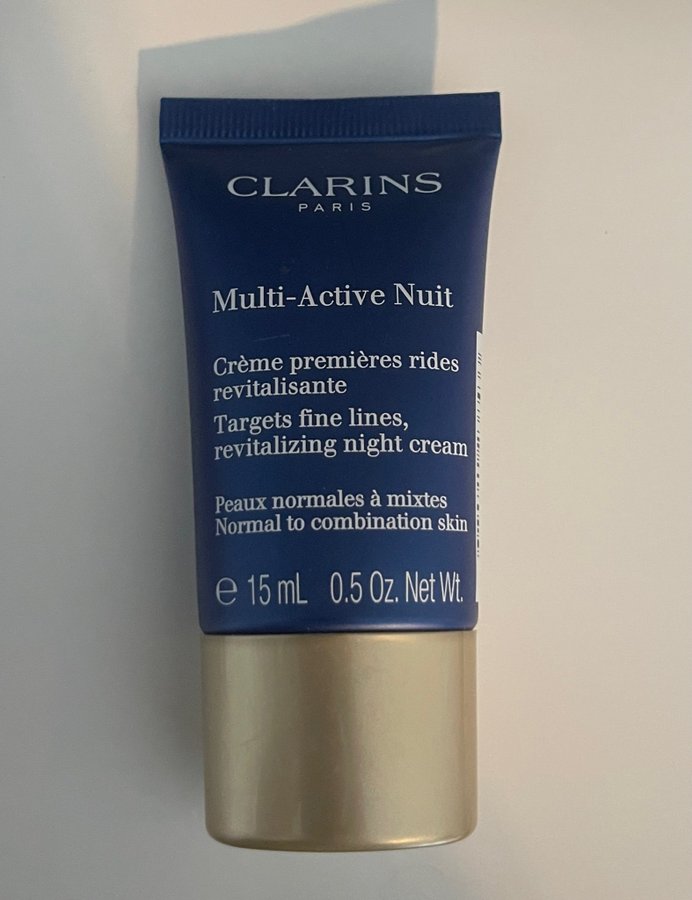 CLARINS
PARIS
Multi-Active Nuit
Crème premières rides
revitalisante
Targets fine lines,
revitalizing night cream
Peaux normales à mixtes
Normal to combination skin
℮ 15 mL 0.5 Oz. Net Wt.